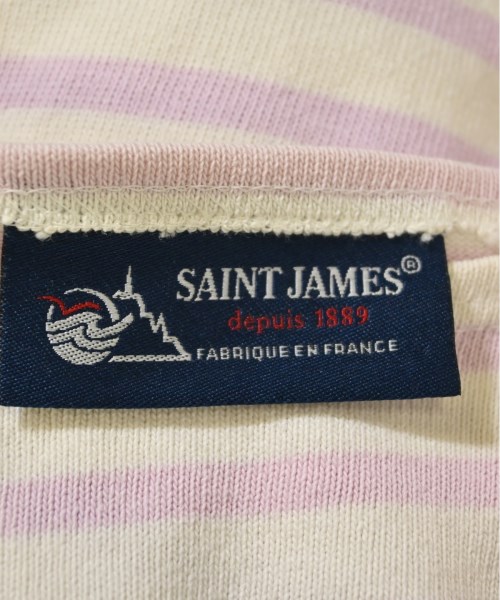 SAINT JAMES®
depuis 1889
FABRIQUE EN FRANCE